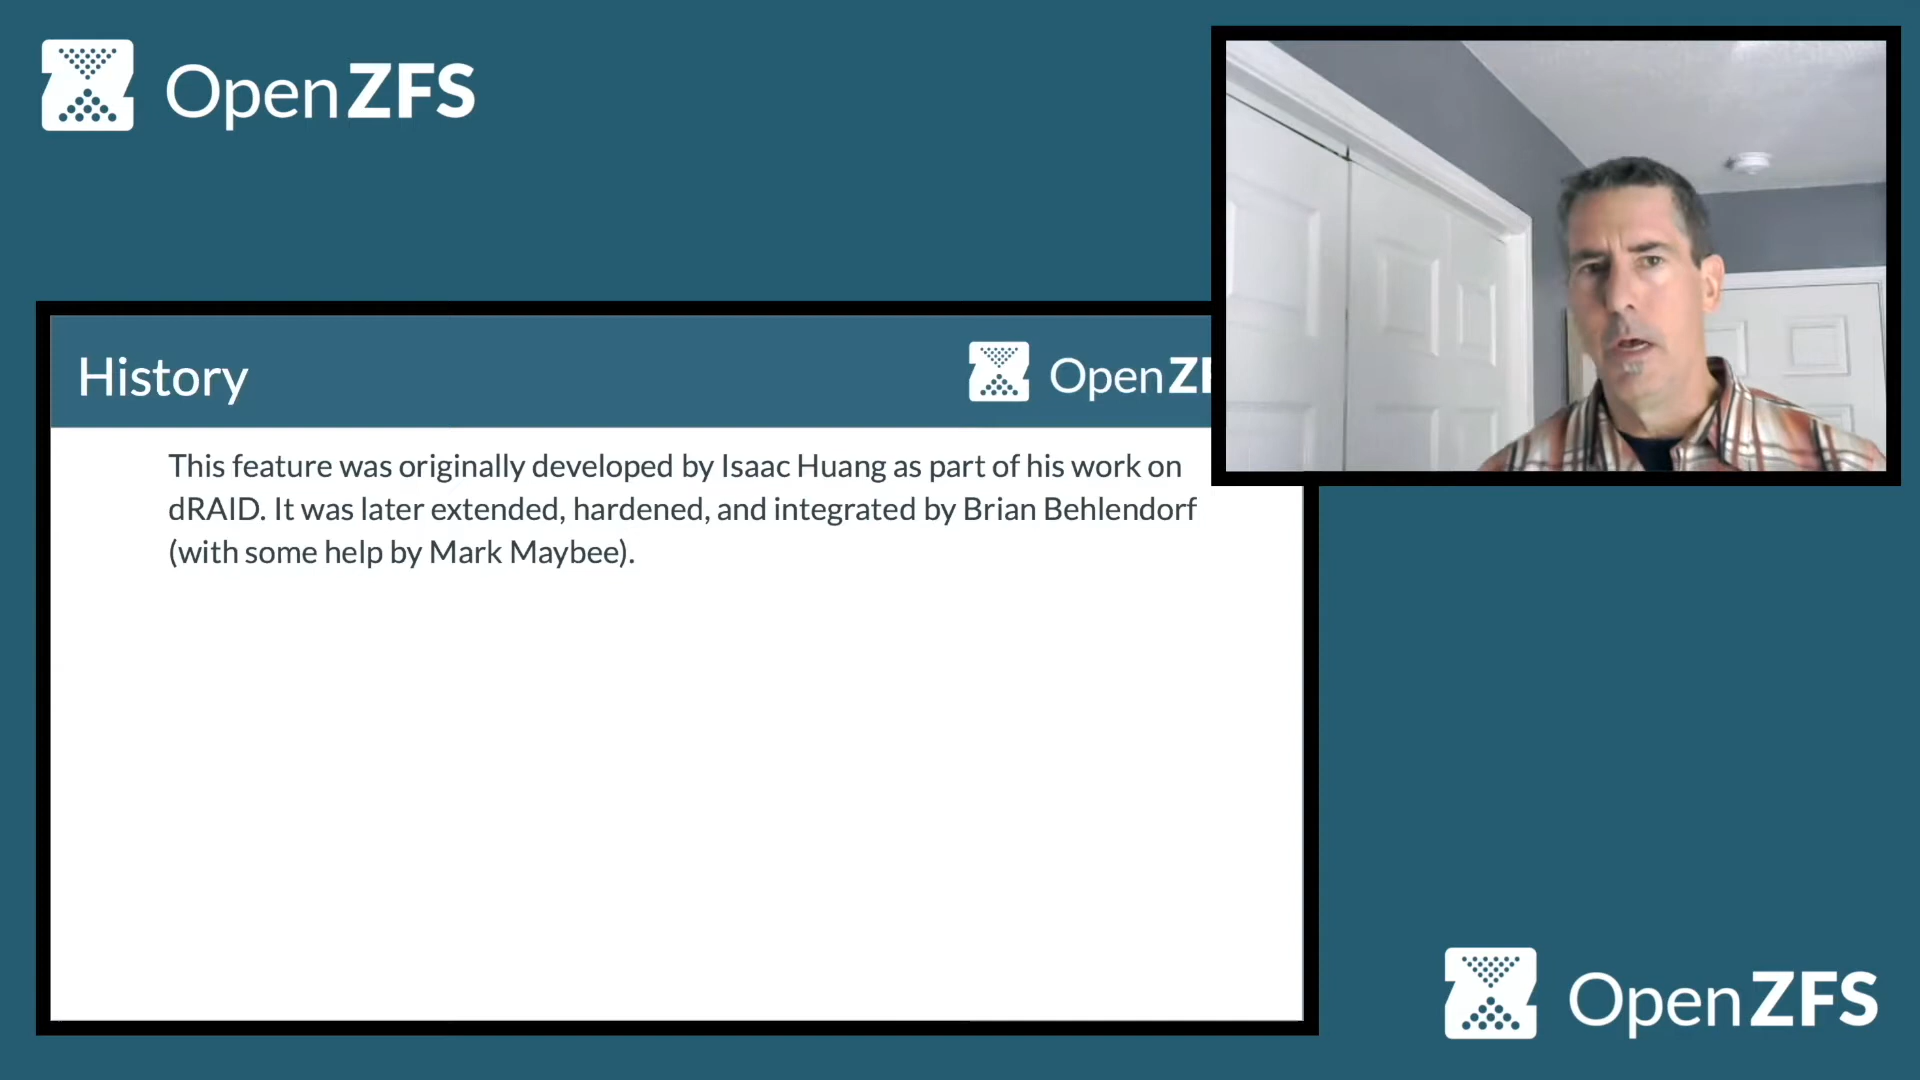 OpenZFS
History
OpenZF
This feature was originally developed by Isaac Huang as part of his work on
dRAID. It was later extended, hardened, and integrated by Brian Behlendorf
(with some help by Mark Maybee).
OpenZFS